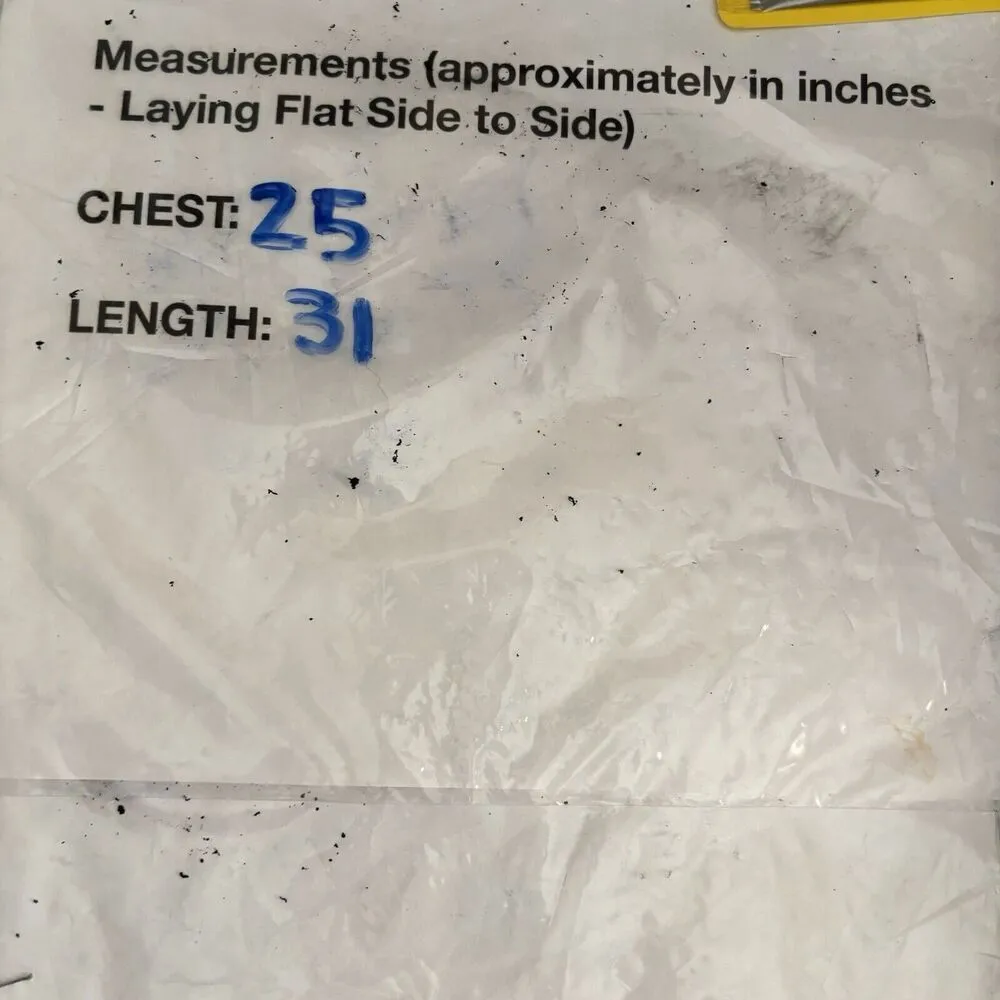 Measurements (approximately in inches
- Laying Flat Side to Side)
CHEST: 25
LENGTH: 31